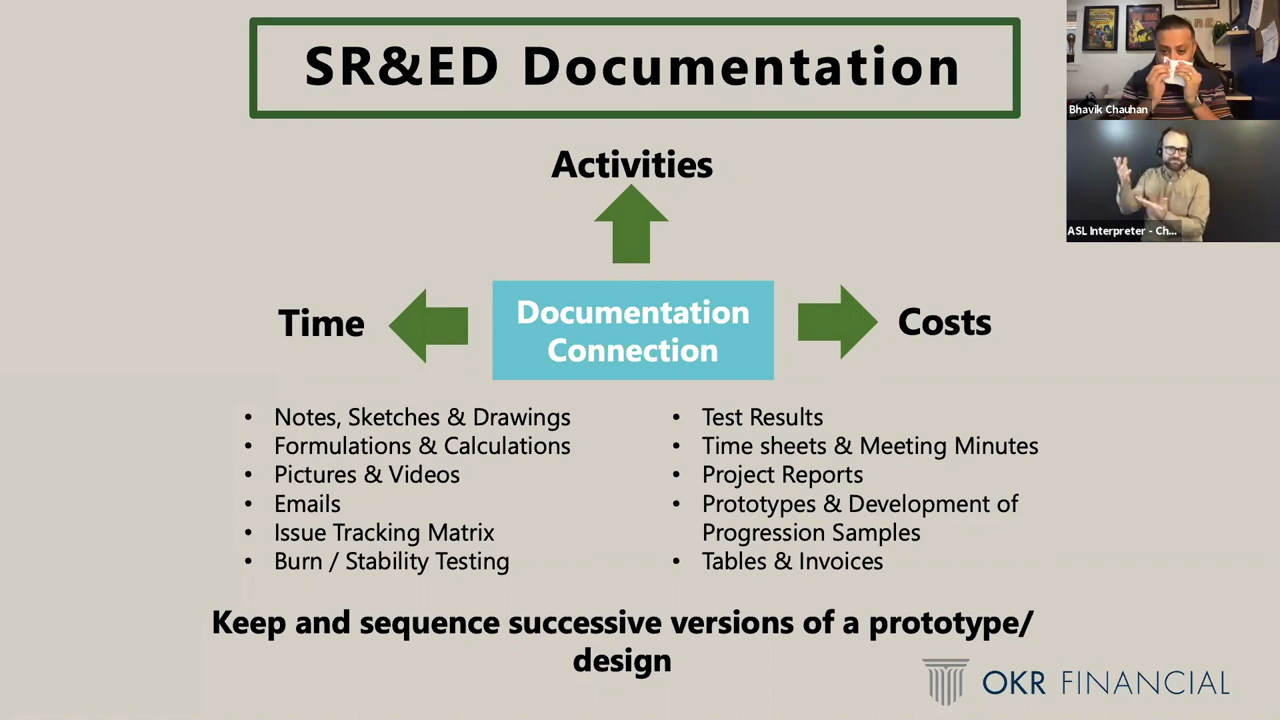 SR&ED Documentation
Bhavik Chauhan
ASL Interpreter - Ch...
Activities
Time
Documentation
Connection
Costs
• Notes, Sketches & Drawings
• Formulations & Calculations
• Pictures & Videos
• Emails
• Issue Tracking Matrix
• Burn / Stability Testing
• Test Results
• Time sheets & Meeting Minutes
• Project Reports
• Prototypes & Development of
Progression Samples
• Tables & Invoices
Keep and sequence successive versions of a prototype/
design
OKR FINANCIAL